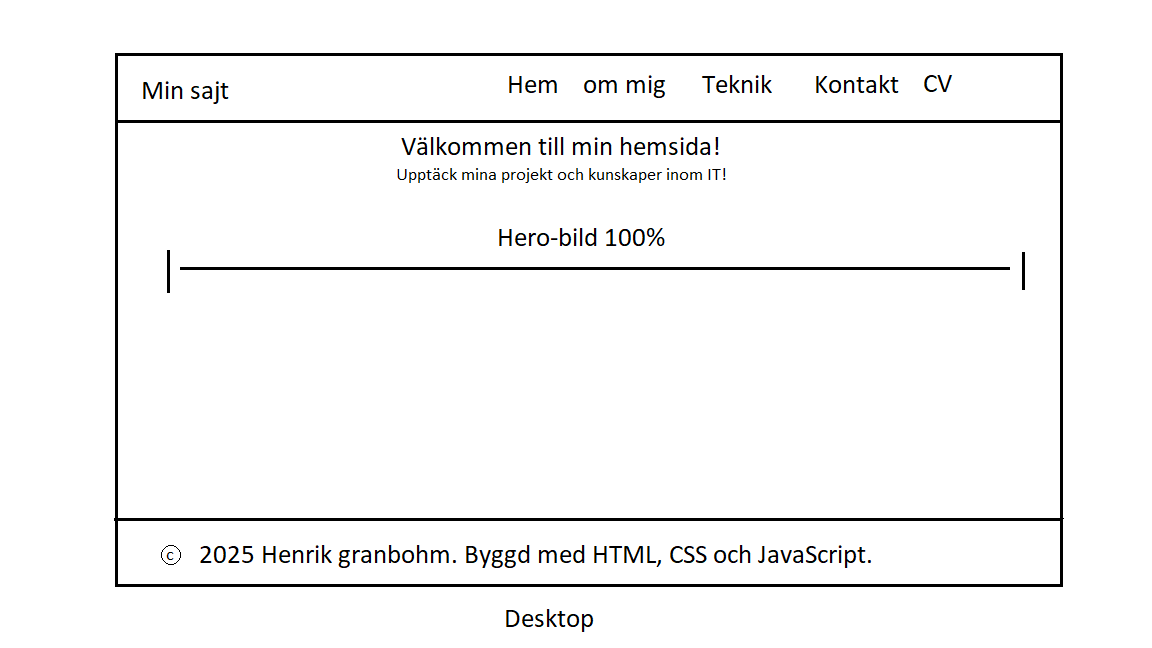 Min sajt Hem om mig Teknik Kontakt CV
Välkommen till min hemsida!
Upptäck mina projekt och kunskaper inom IT!
Hero-bild 100%
© 2025 Henrik granbohm. Byggd med HTML, CSS och JavaScript.
Desktop